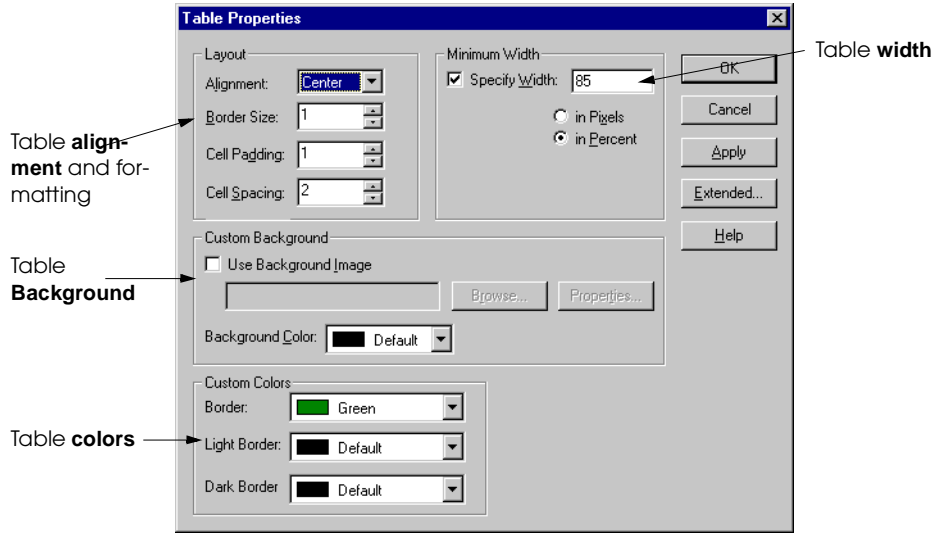 Table Properties
Layout
Alignment: Center
Border Size: 1
Cell Padding: 1
Cell Spacing: 2
Minimum Width
Specify Width: 85
in Pixels
in Percent
OK
Cancel
Apply
Extended...
Help
Custom Background
Use Background Image
Browse...
Properties...
Background Color: Default
Custom Colors
Border: Green
Light Border: Default
Dark Border Default
Table width
Table align-
ment and for-
matting
Table
Background
Table colors